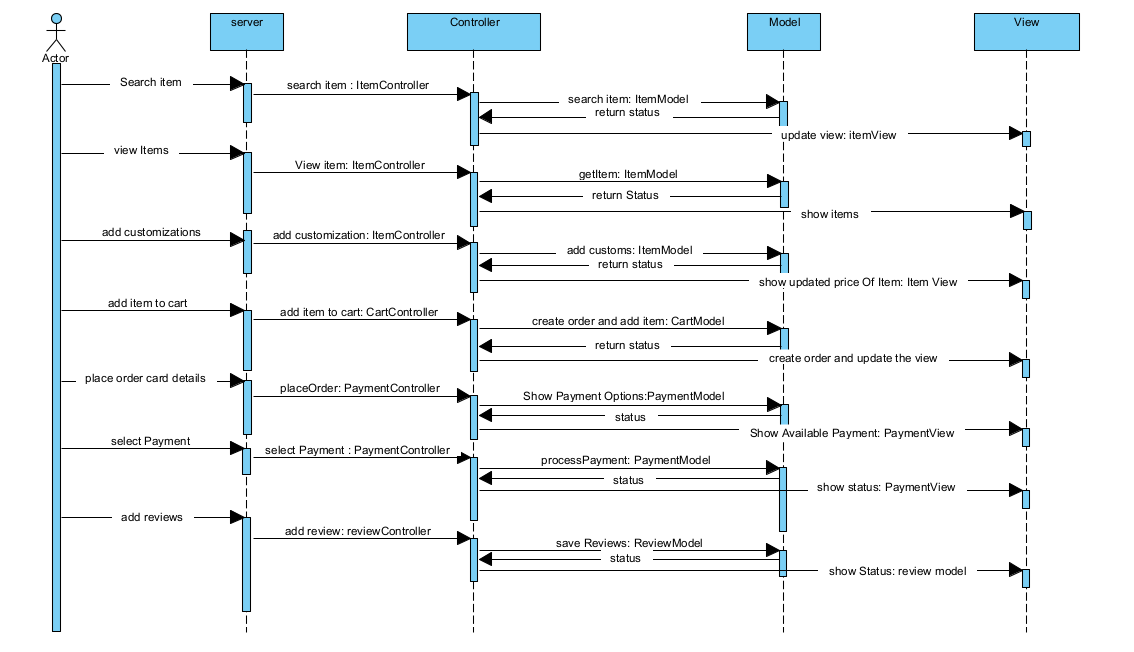 server
Controller
Model
View
Actor
Search item
search item : ItemController
search item: ItemModel
return status
update view: itemView
view Items
View item: ItemController
getItem: ItemModel
return Status
show items
add customizations
add customization: ItemController
add customs: ItemModel
return status
show updated price Of Item: Item View
add item to cart
add item to cart: CartController
create order and add item: CartModel
return status
create order and update the view
place order card details
placeOrder: PaymentController
Show Payment Options:PaymentModel
status
Show Available Payment: PaymentView
select Payment
select Payment : PaymentController
processPayment: PaymentModel
status
show status: PaymentView
add reviews
add review: reviewController
save Reviews: ReviewModel
status
show Status: review model